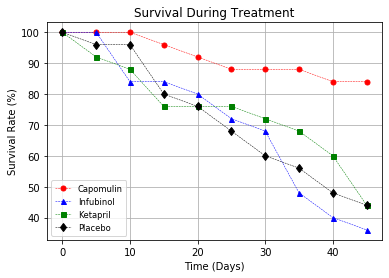 Survival During Treatment
Survival Rate (%)
100
90
80
70
60
50
40
Capomulin
Infubinol
Ketapril
Placebo
0 10 20 30 40
Time (Days)